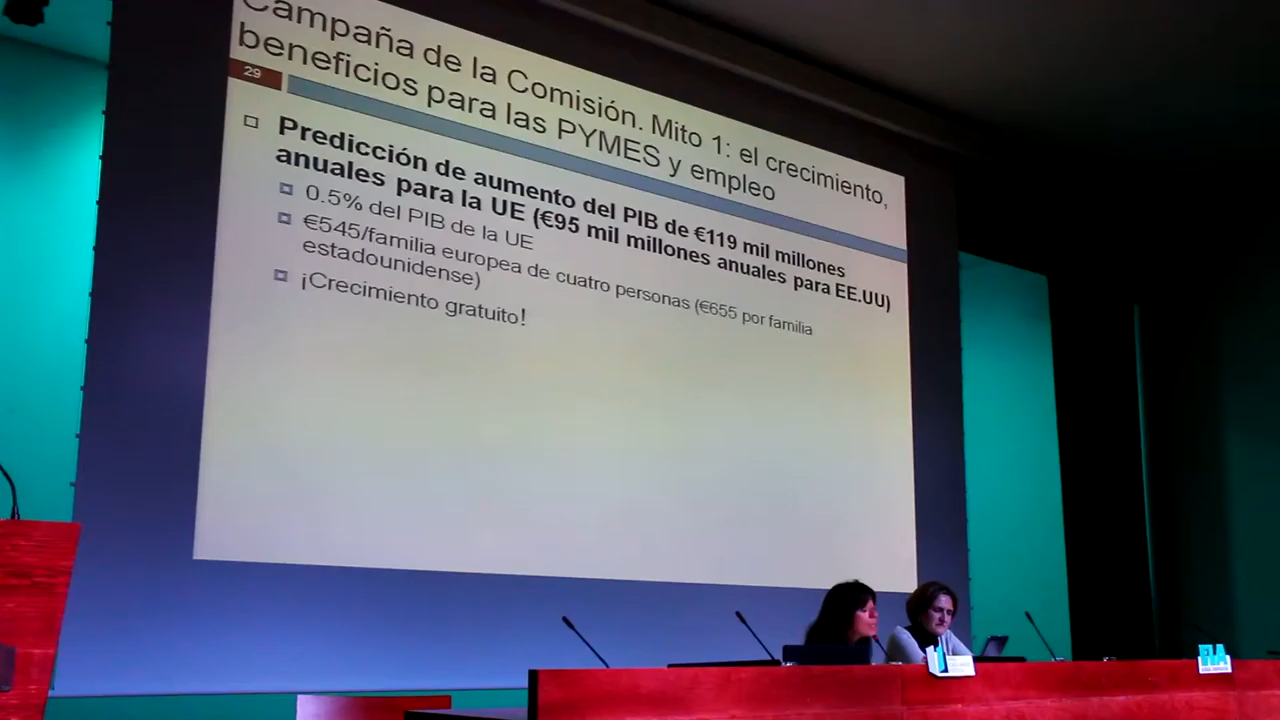 Campaña de la Comisión. Mito 1: el crecimiento,
beneficios para las PYMES y empleo
29
Predicción de aumento del PIB de €119 mil millones
anuales para la UE (€95 mil millones anuales para EE.UU)
0.5% del PIB de la UE
€545/familia europea de cuatro personas (€655 por familia
estadounidense)
¡Crecimiento gratuito!